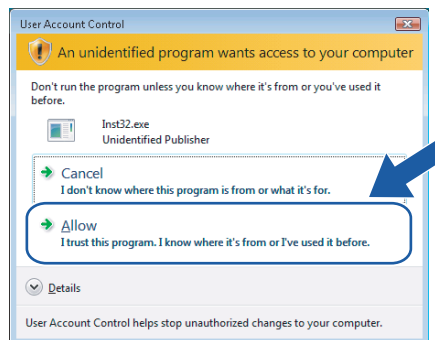 User Account Control
An unidentified program wants access to your computer
Don't run the program unless you know where it's from or you've used it
before.
Inst32.exe
Unidentified Publisher
Cancel
I don't know where this program is from or what it's for.
Allow
I trust this program. I know where it's from or I've used it before.
Details
User Account Control helps stop unauthorized changes to your computer.